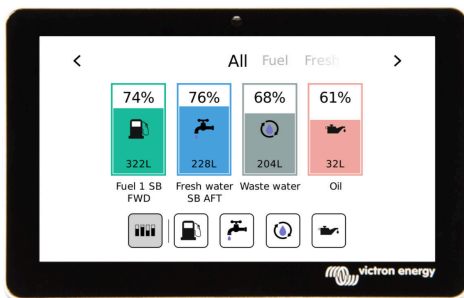 < All Fuel Fresh >
74% 76% 68% 61%
322L 228L 204L 32L
Fuel 1 SB Fresh water Waste water Oil
FWD SB AFT
victron energy